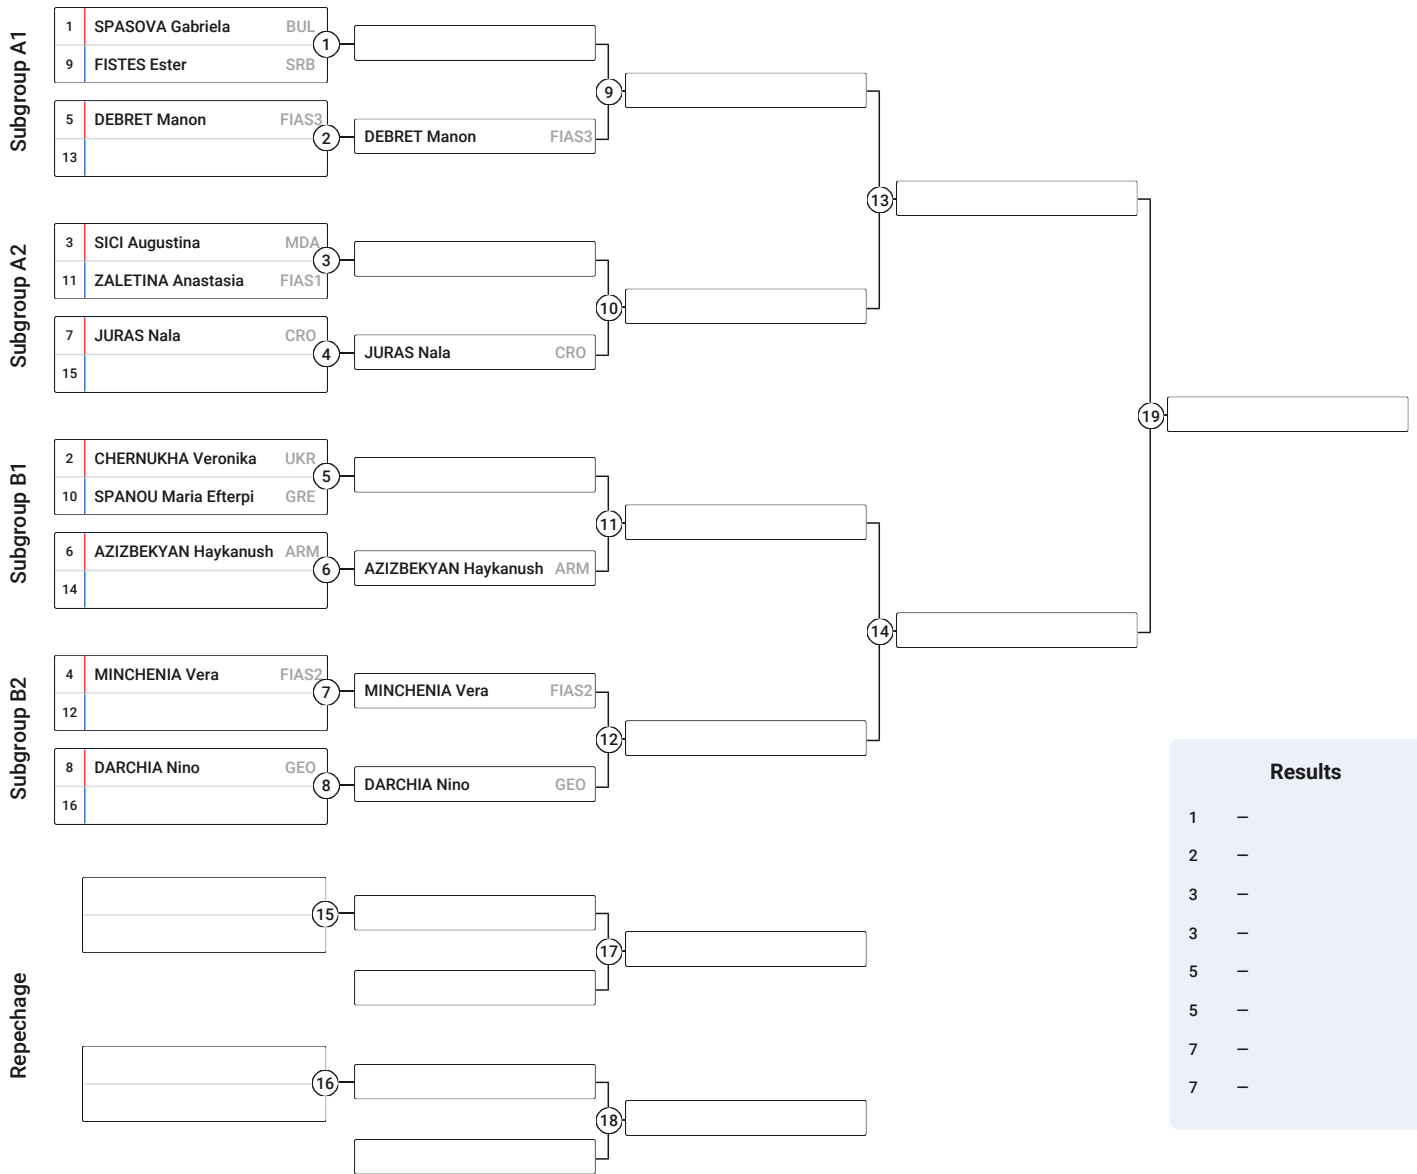 Subgroup A1
1 SPASOVA Gabriela BUL
9 FISTES Ester SRB
1
5 DEBRET Manon FIAS3
13
2
DEBRET Manon FIAS3
9
Subgroup A2
3 SICI Augustina MDA
11 ZALETINA Anastasia FIAS1
3
7 JURAS Nala CRO
15
4
JURAS Nala CRO
10
13
Subgroup B1
2 CHERNUKHA Veronika UKR
10 SPANOU Maria Efterpi GRE
5
6 AZIZBEKYAN Haykanush ARM
14
6
AZIZBEKYAN Haykanush ARM
11
Subgroup B2
4 MINCHENIA Vera FIAS2
12
7
MINCHENIA Vera FIAS2
8 DARCHIA Nino GEO
16
8
DARCHIA Nino GEO
12
14
19
Repechage
15
17
16
18
Results
1 –
2 –
3 –
3 –
5 –
5 –
7 –
7 –